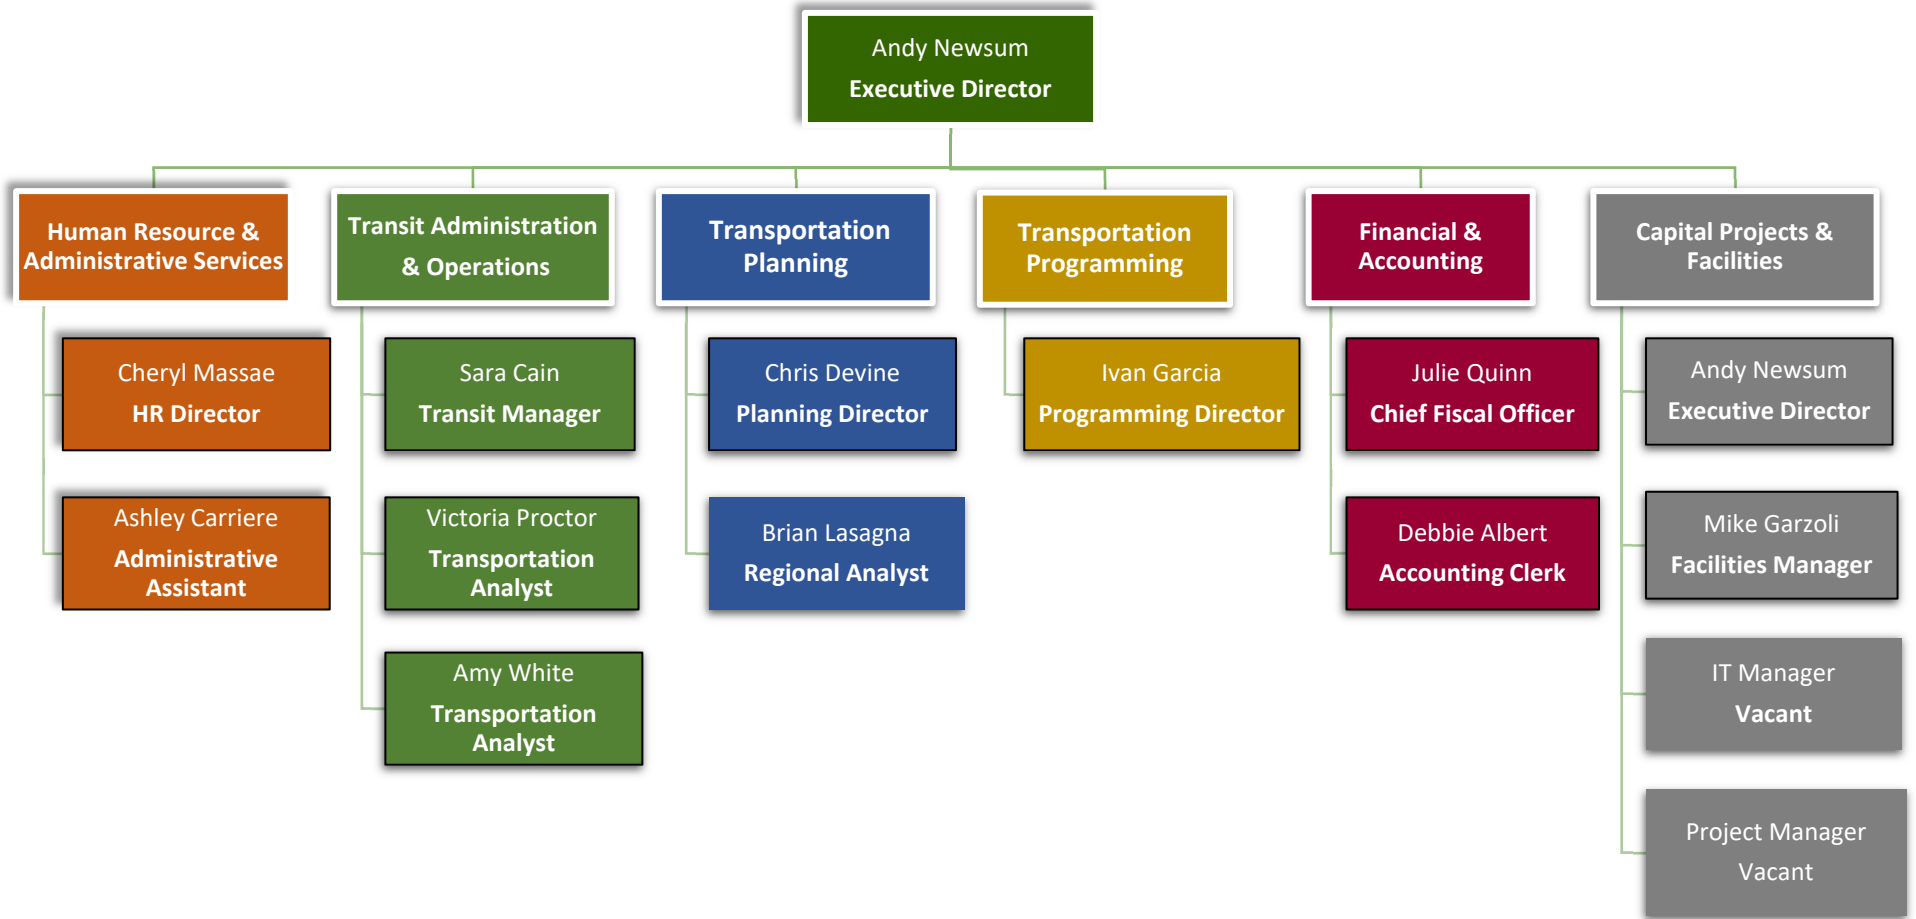 Andy Newsum
Executive Director
Human Resource &
Administrative Services
Transit Administration
& Operations
Transportation
Planning
Transportation
Programming
Financial &
Accounting
Capital Projects &
Facilities
Cheryl Massae
HR Director
Ashley Carriere
Administrative
Assistant
Sara Cain
Transit Manager
Victoria Proctor
Transportation
Analyst
Amy White
Transportation
Analyst
Chris Devine
Planning Director
Brian Lasagna
Regional Analyst
Ivan Garcia
Programming Director
Julie Quinn
Chief Fiscal Officer
Debbie Albert
Accounting Clerk
Andy Newsum
Executive Director
Mike Garzoli
Facilities Manager
IT Manager
Vacant
Project Manager
Vacant